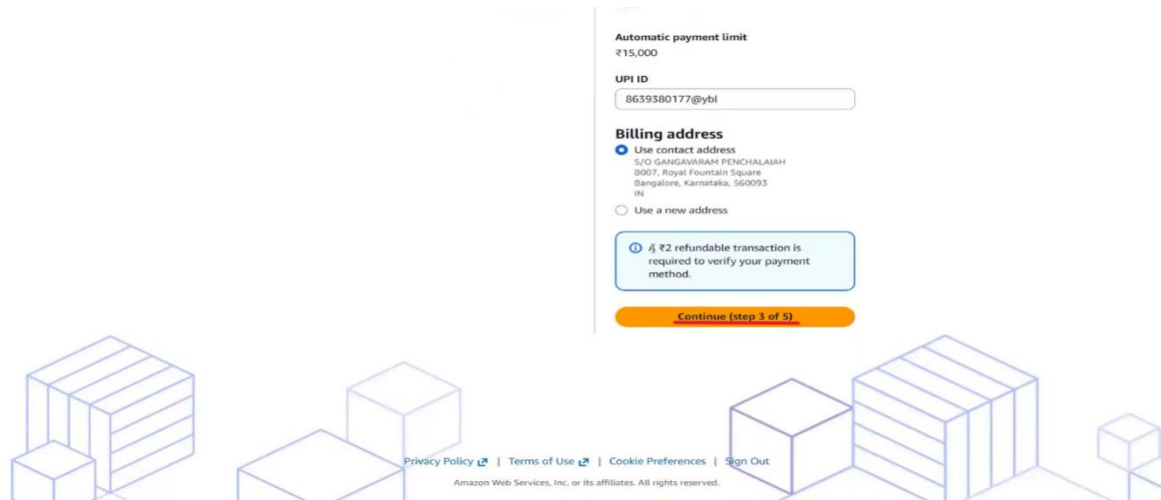 Automatic payment limit
₹15,000
UPI ID
8639380177@ybl
Billing address
Use contact address
S/O GANGAVARAM PENCHALAIAH
B007, Royal Fountain Square
Bangalore, Karnataka, 560093
IN
Use a new address
A ₹2 refundable transaction is
required to verify your payment
method.
Continue (step 3 of 5)
Privacy Policy | Terms of Use | Cookie Preferences | Sign Out
Amazon Web Services, Inc. or its affiliates. All rights reserved.